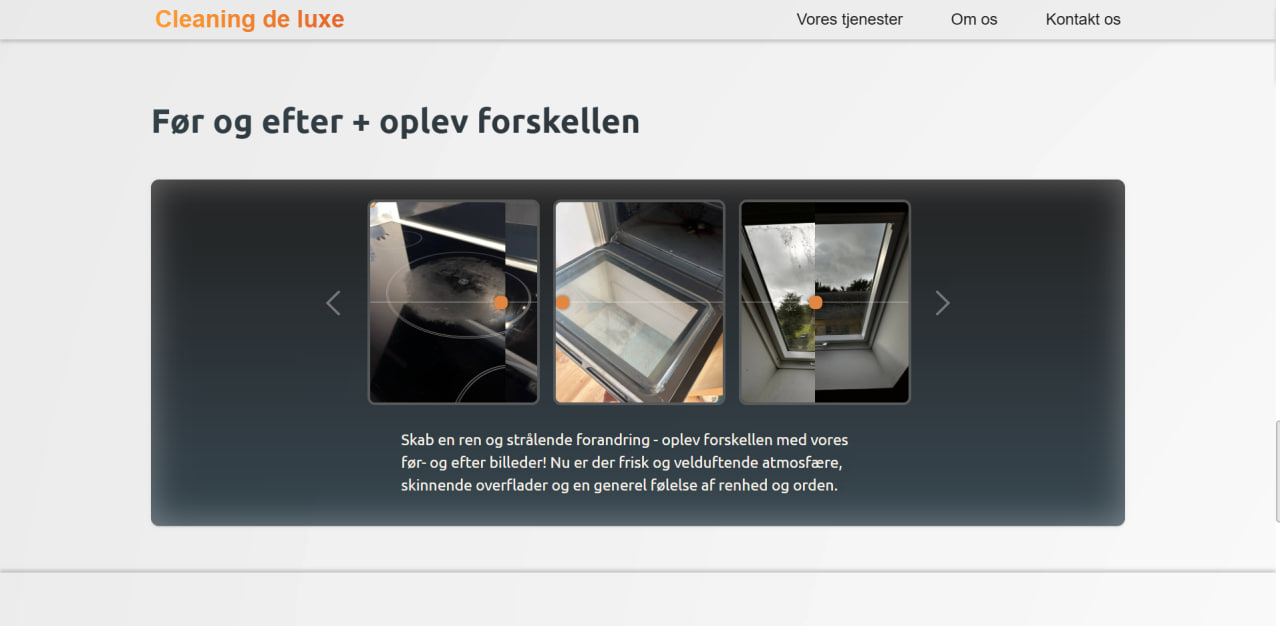 Cleaning de luxe
Vores tjenester
Om os
Kontakt os
Før og efter + oplev forskellen
Skab en ren og strålende forandring - oplev forskellen med vores
før- og efter billeder! Nu er der frisk og velduftende atmosfære,
skinnende overflader og en generel følelse af renhed og orden.